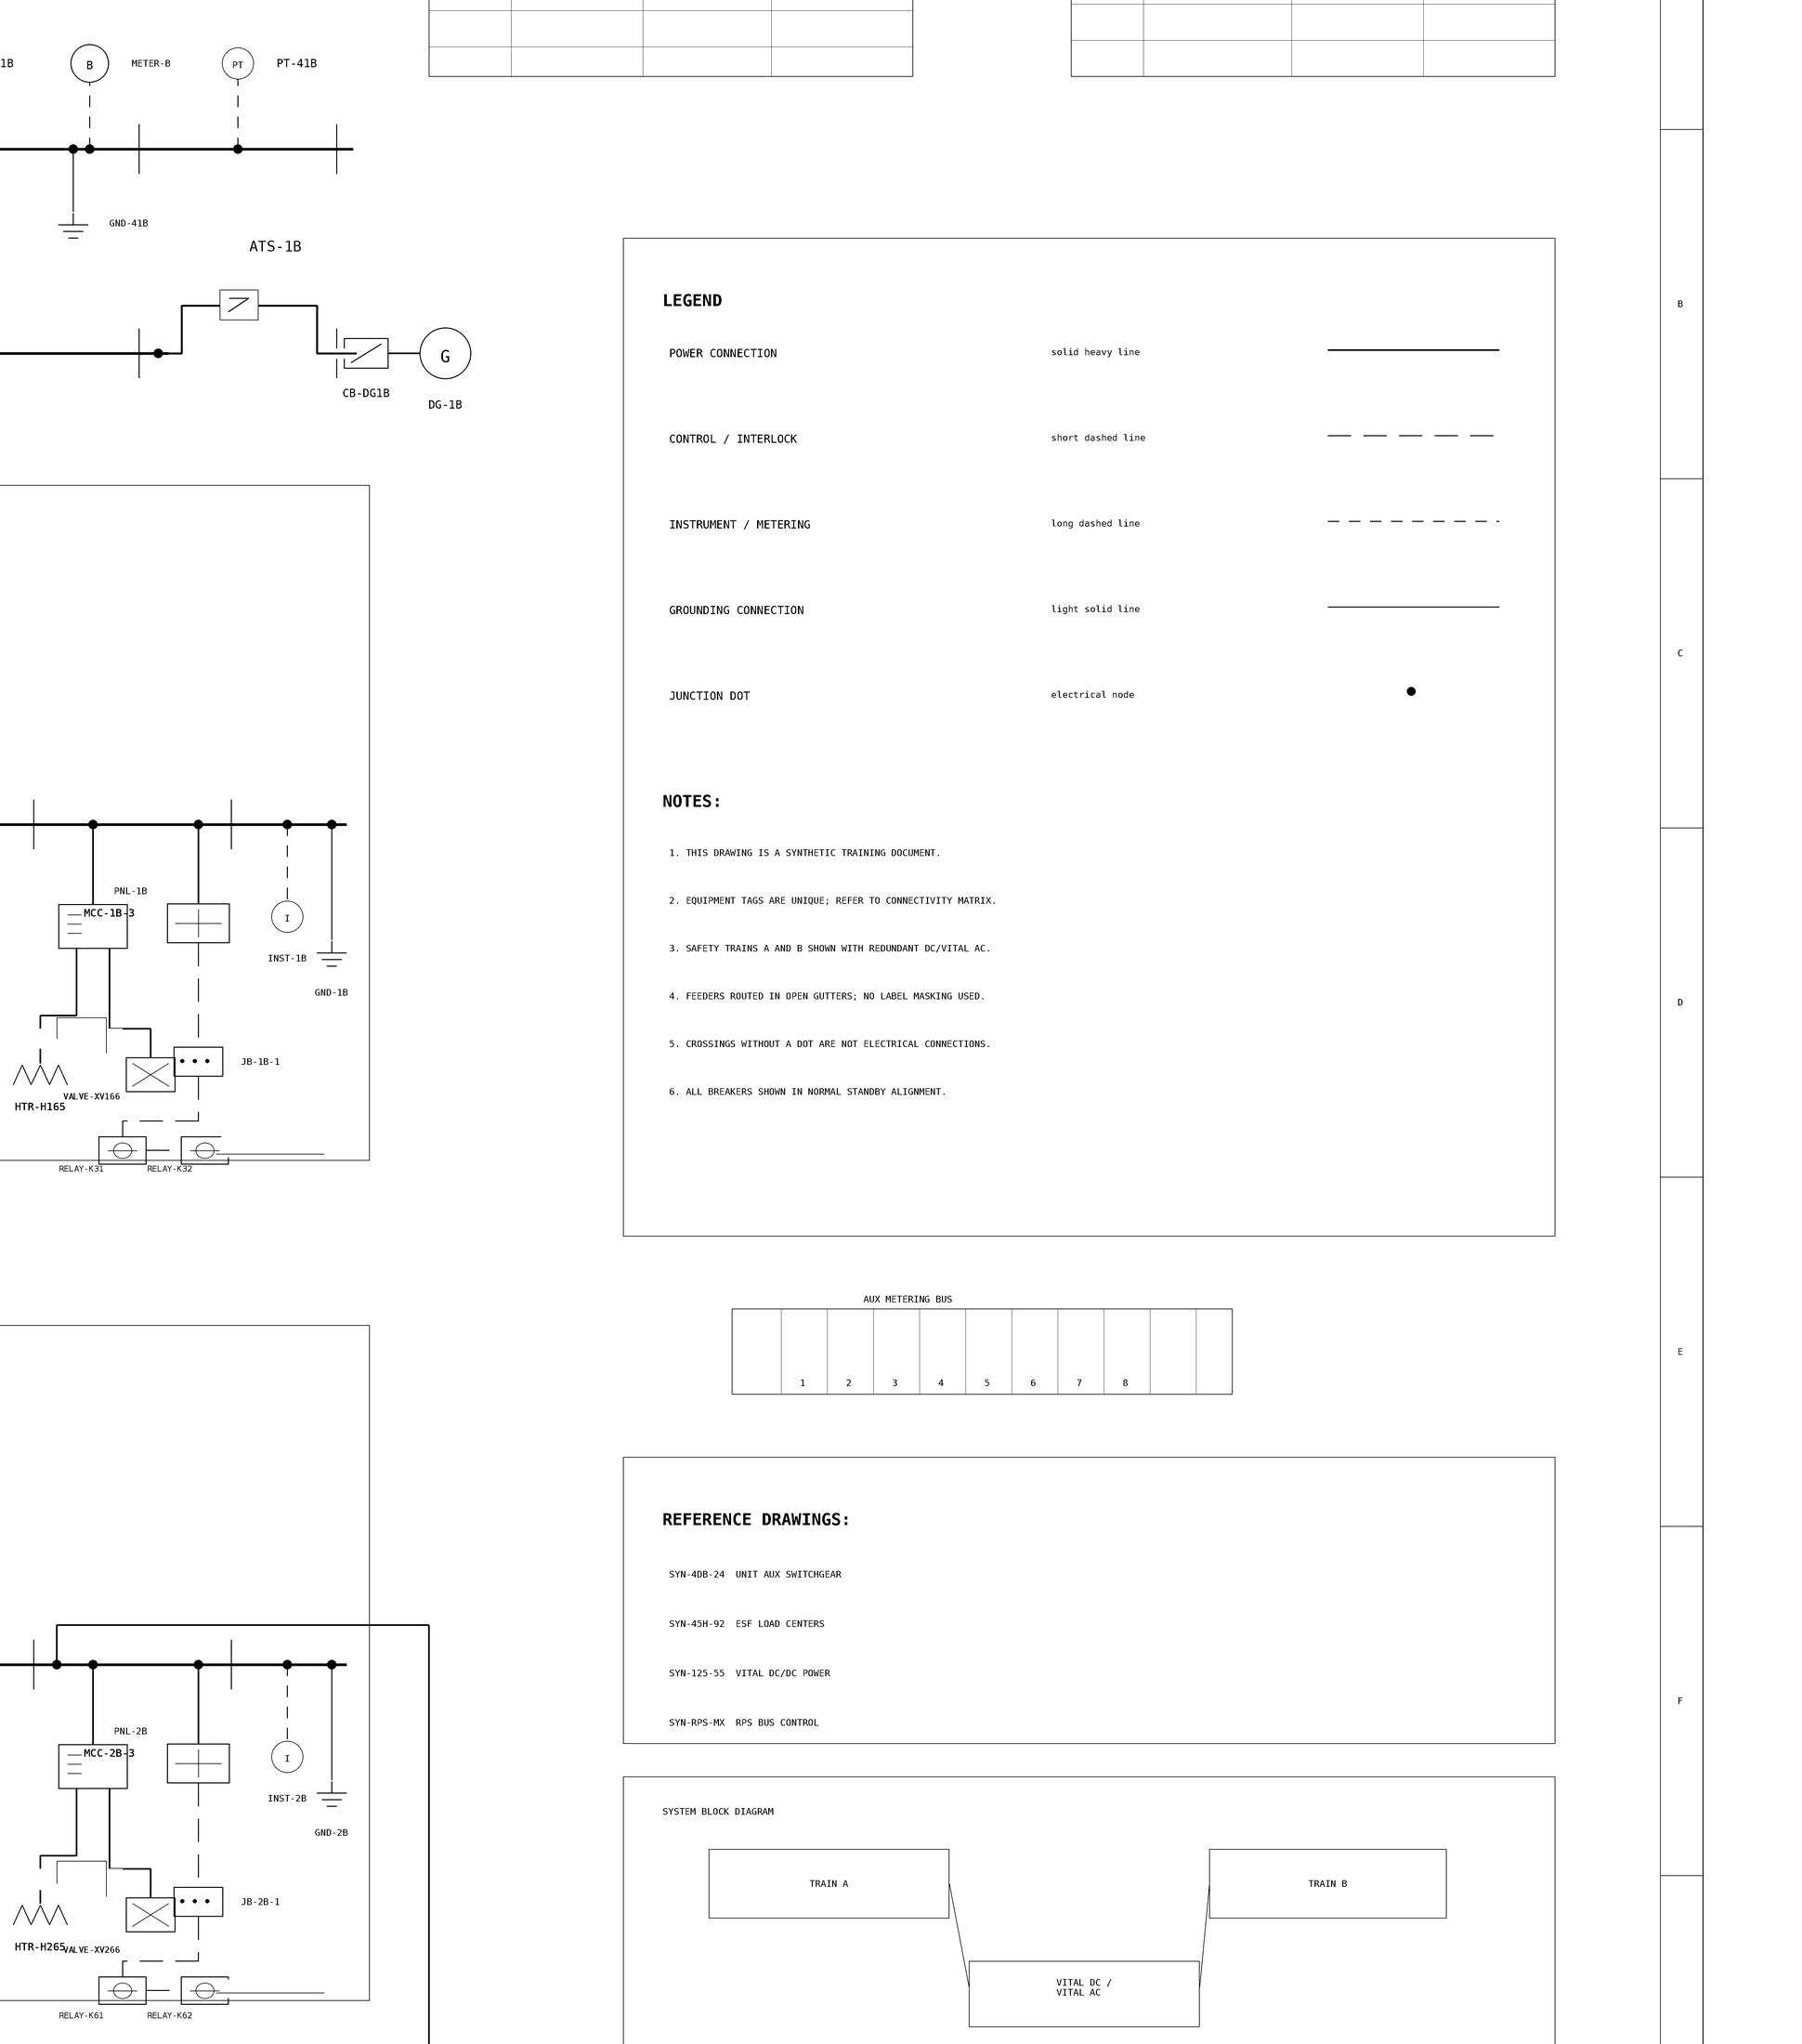 1B
B
METER-B
PT
PT-41B
GND-41B
ATS-1B
G
CB-DG1B
DG-1B
LEGEND
POWER CONNECTION solid heavy line
CONTROL / INTERLOCK short dashed line
INSTRUMENT / METERING long dashed line
GROUNDING CONNECTION light solid line
JUNCTION DOT electrical node
NOTES:
1. THIS DRAWING IS A SYNTHETIC TRAINING DOCUMENT.
2. EQUIPMENT TAGS ARE UNIQUE; REFER TO CONNECTIVITY MATRIX.
3. SAFETY TRAINS A AND B SHOWN WITH REDUNDANT DC/VITAL AC.
4. FEEDERS ROUTED IN OPEN GUTTERS; NO LABEL MASKING USED.
5. CROSSINGS WITHOUT A DOT ARE NOT ELECTRICAL CONNECTIONS.
6. ALL BREAKERS SHOWN IN NORMAL STANDBY ALIGNMENT.
PNL-1B
MCC-1B-3
I
INST-1B
GND-1B
JB-1B-1
VALVE-XV166
HTR-H165
RELAY-K31
RELAY-K32
AUX METERING BUS
1 2 3 4 5 6 7 8
REFERENCE DRAWINGS:
SYN-4DB-24 UNIT AUX SWITCHGEAR
SYN-45H-92 ESF LOAD CENTERS
SYN-125-55 VITAL DC/DC POWER
SYN-RPS-MX RPS BUS CONTROL
PNL-2B
MCC-2B-3
I
INST-2B
GND-2B
JB-2B-1
HTR-H265
VALVE-XV266
RELAY-K61
RELAY-K62
SYSTEM BLOCK DIAGRAM
TRAIN A
TRAIN B
VITAL DC /
VITAL AC
B
C
D
E
F